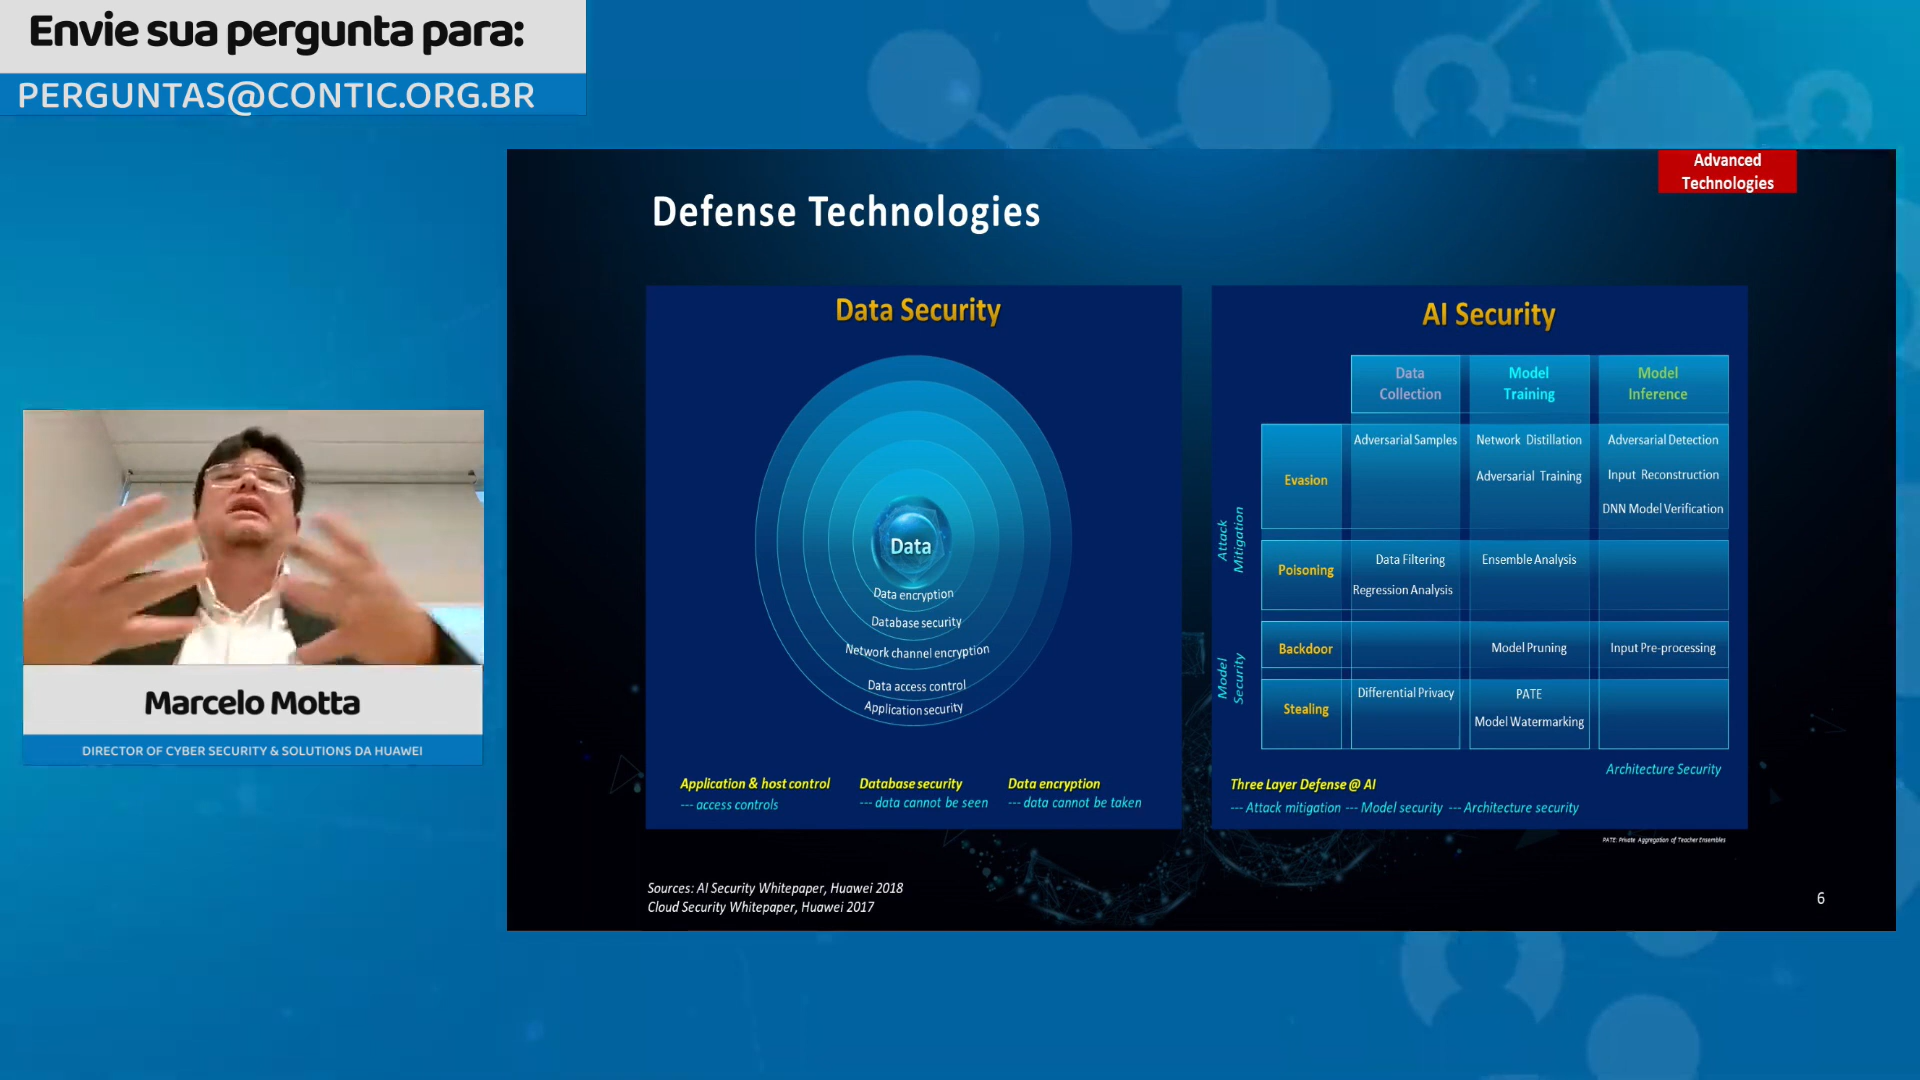 Envie sua pergunta para:
PERGUNTAS@CONTIC.ORG.BR
Advanced
Technologies
Defense Technologies
Data Security
Data
Data encryption
Database security
Network channel encryption
Data access control
Application security
Application & host control
--- access controls
Database security
--- data cannot be seen
Data encryption
--- data cannot be taken
AI Security
Data
Collection
Model
Training
Model
Inference
Attack
Mitigation
Evasion
Adversarial Samples
Network Distillation
Adversarial Training
Adversarial Detection
Input Reconstruction
DNN Model Verification
Poisoning
Data Filtering
Regression Analysis
Ensemble Analysis
Model
Security
Backdoor
Model Pruning
Input Pre-processing
Stealing
Differential Privacy
PATE
Model Watermarking
Architecture Security
Three Layer Defense @ AI
--- Attack mitigation --- Model security --- Architecture security
PATE: Private Aggregation of Teacher Ensembles
Sources: AI Security Whitepaper, Huawei 2018
Cloud Security Whitepaper, Huawei 2017
6
Marcelo Motta
DIRECTOR OF CYBER SECURITY & SOLUTIONS DA HUAWEI